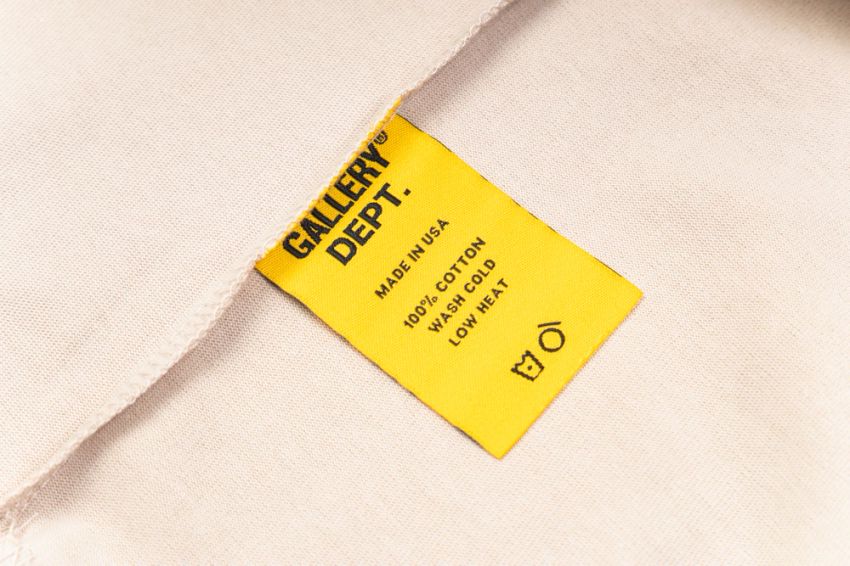 GALLERY®
DEPT.
MADE IN USA
100% COTTON
WASH COLD
LOW HEAT